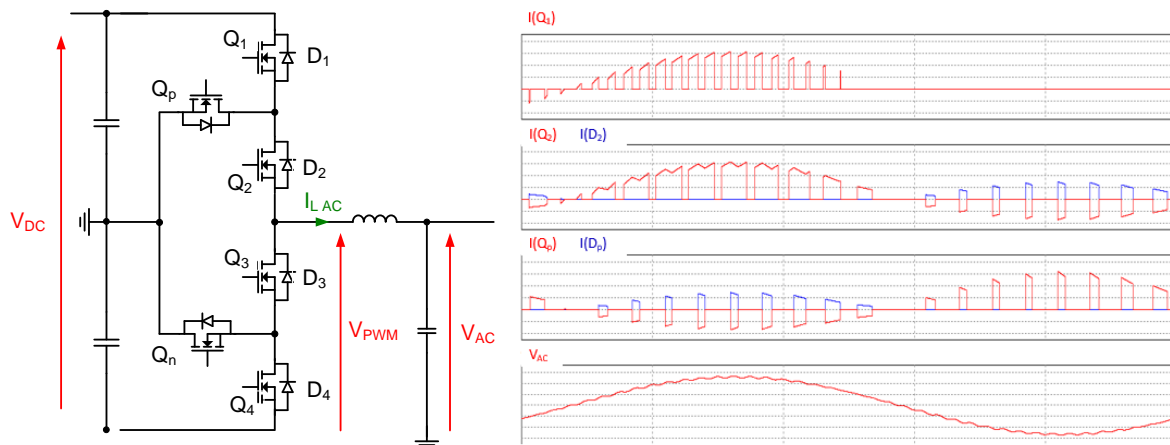 Q1
D1
Qp
Q2
D2
IL AC
VDC
Q3
D3
VPWM
VAC
Qn
Q4
D4
I(Q1)
I(Q2) I(D2)
I(Qp) I(Dp)
VAC